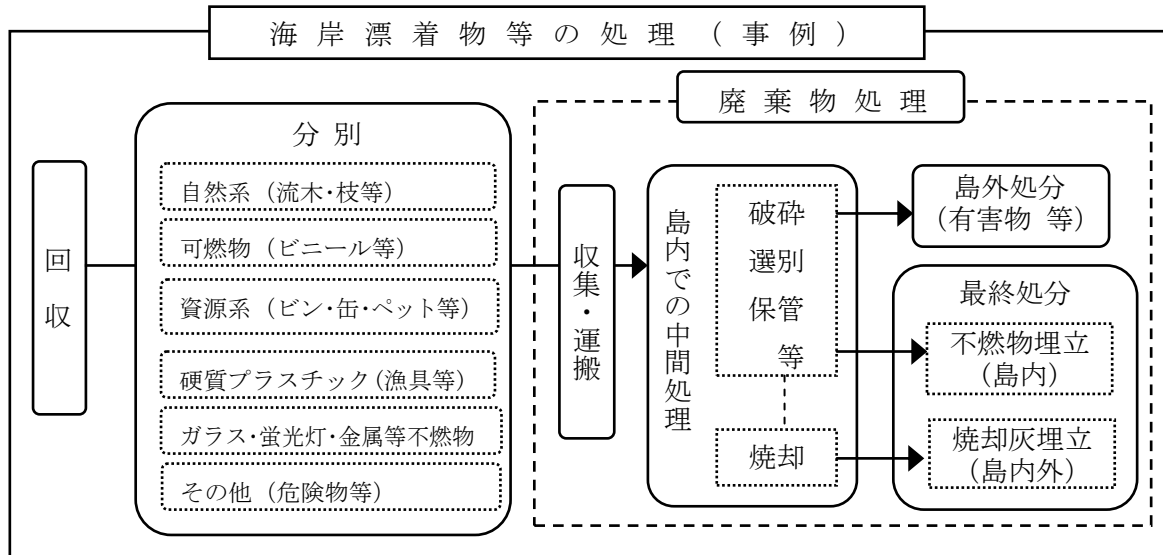 海岸漂着物等の処理(事例)
廃棄物処理
回収
分別
自然系(流木・枝等)
可燃物(ビニール等)
資源系(ビン・缶・ペット等)
硬質プラスチック(漁具等)
ガラス・蛍光灯・金属等不燃物
その他(危険物等)
収集・運搬
島内での中間処理
破砕
選別
保管
等
焼却
島外処分
(有害物 等)
最終処分
不燃物埋立
(島内)
焼却灰埋立
(島内外)